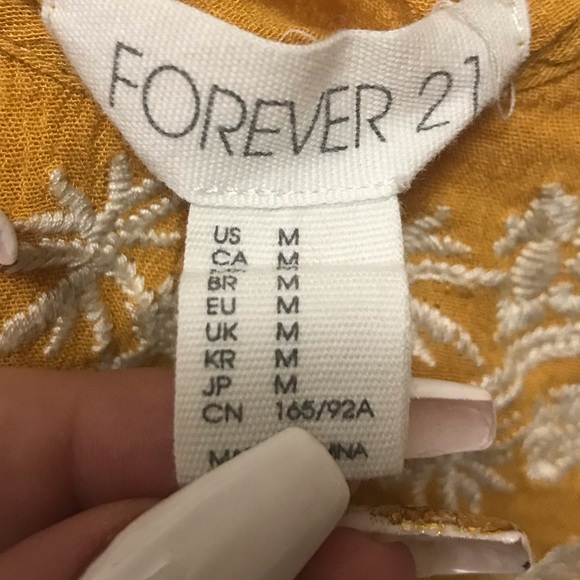 FOREVER 21
US M
CA M
BR M
EU M
UK M
KR M
JP M
CN 165/92A